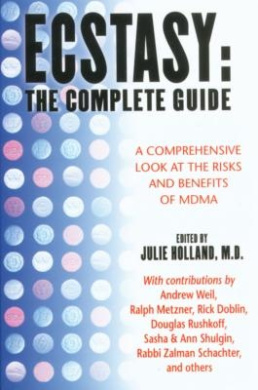 ECSTASY:
THE COMPLETE GUIDE
A COMPREHENSIVE
LOOK AT THE RISKS
AND BENEFITS
OF MDMA
EDITED BY
JULIE HOLLAND, M.D.
With contributions by
Andrew Weil,
Ralph Metzner, Rick Doblin,
Douglas Rushkoff,
Sasha & Ann Shulgin,
Rabbi Zalman Schachter,
and others